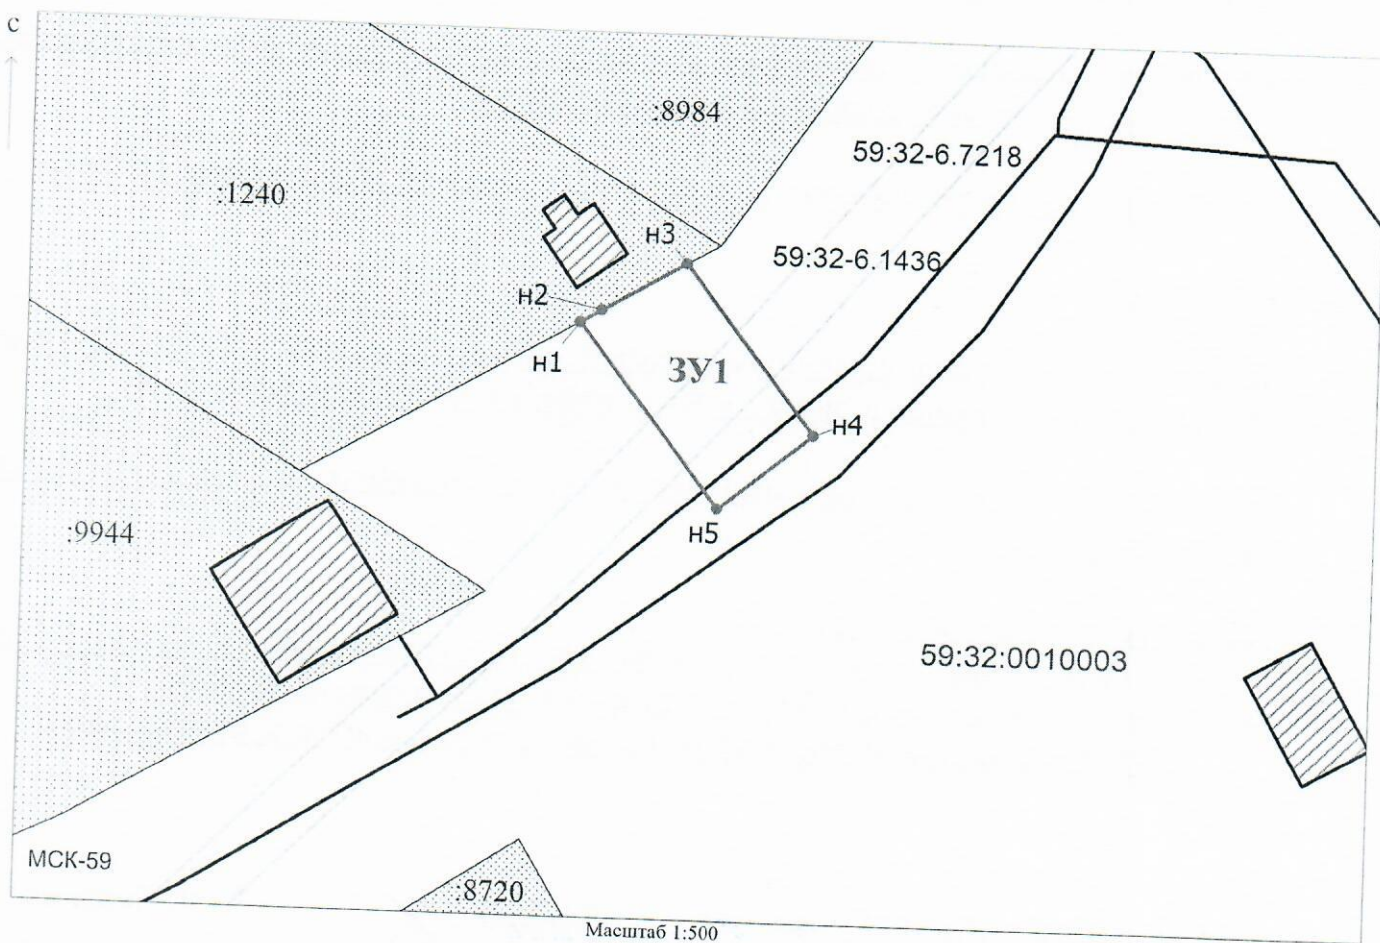 С
:8984
59:32-6.7218
:1240
н3
59:32-6.1436
н2
н1
ЗУ1
н4
н5
:9944
59:32:0010003
МСК-59
:8720
Масштаб 1:500